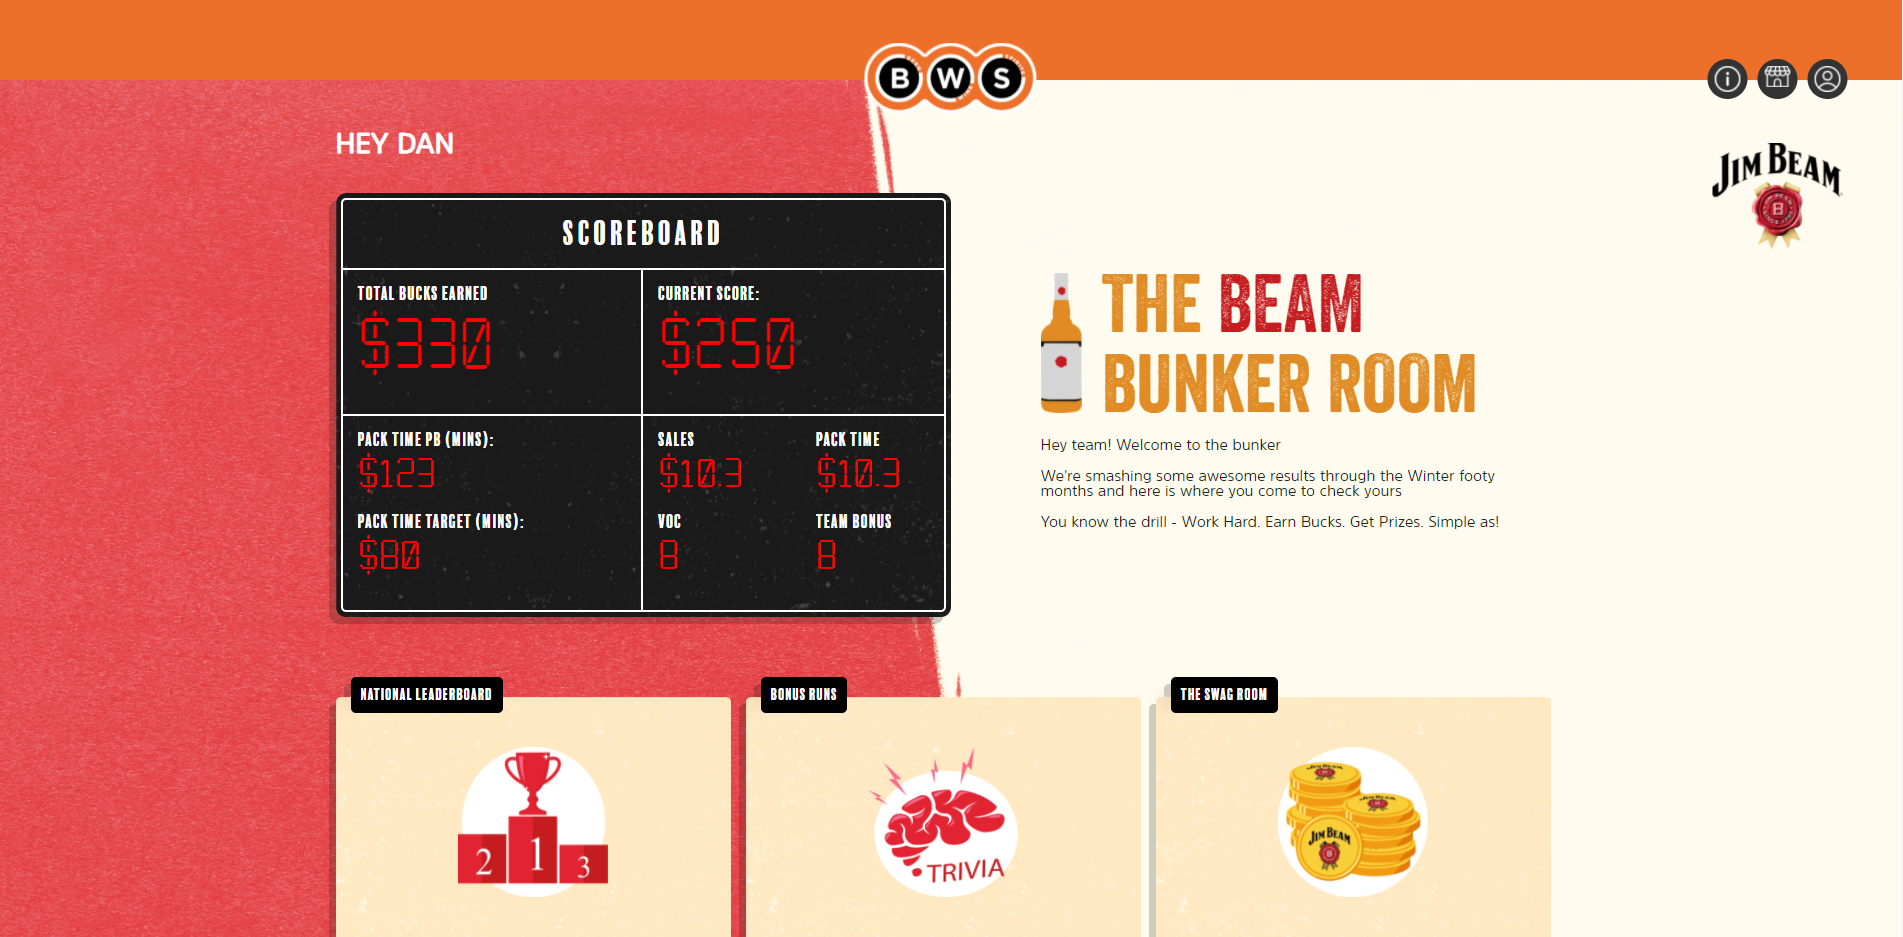 BWS
HEY DAN
JIM BEAM
SCOREBOARD
TOTAL BUCKS EARNED
$330
CURRENT SCORE:
$250
PACK TIME PB (MINS):
$123
PACK TIME TARGET (MINS):
$80
SALES
$10.3
PACK TIME
$10.3
VOC
8
TEAM BONUS
8
THE BEAM
BUNKER ROOM
Hey team! Welcome to the bunker
We're smashing some awesome results through the Winter footy
months and here is where you come to check yours
You know the drill - Work Hard. Earn Bucks. Get Prizes. Simple as!
NATIONAL LEADERBOARD
2 1 3
BONUS RUNS
TRIVIA
THE SWAG ROOM
JIM BEAM
JIM BEAM
JIM BEAM